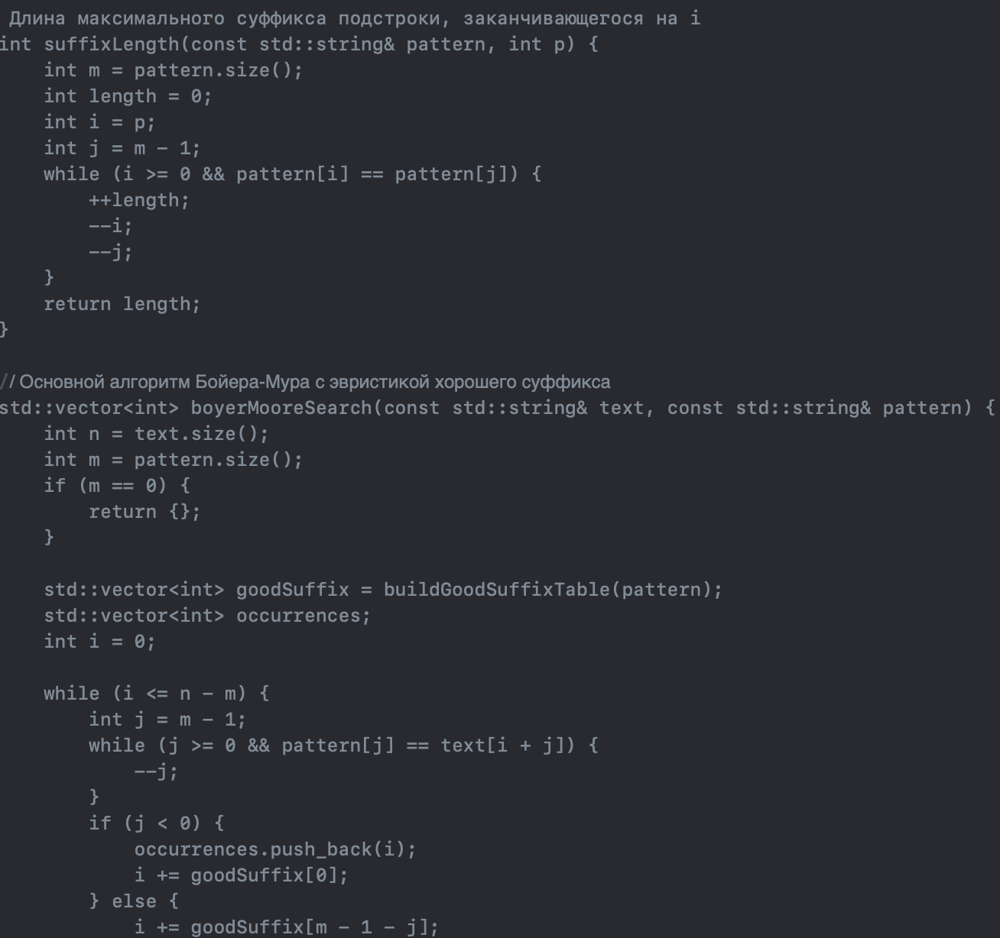 Длина максимального суффикса подстроки, заканчивающегося на i
int suffixLength(const std::string& pattern, int p) {
    int m = pattern.size();
    int length = 0;
    int i = p;
    int j = m - 1;
    while (i >= 0 && pattern[i] == pattern[j]) {
        ++length;
        --i;
        --j;
    }
    return length;
}
// Основной алгоритм Бойера-Мура с эвристикой хорошего суффикса
std::vector<int> boyerMooreSearch(const std::string& text, const std::string& pattern) {
    int n = text.size();
    int m = pattern.size();
    if (m == 0) {
        return {};
    }
    std::vector<int> goodSuffix = buildGoodSuffixTable(pattern);
    std::vector<int> occurrences;
    int i = 0;
    while (i <= n - m) {
        int j = m - 1;
        while (j >= 0 && pattern[j] == text[i + j]) {
            --j;
        }
        if (j < 0) {
            occurrences.push_back(i);
            i += goodSuffix[0];
        } else {
            i += goodSuffix[m - 1 - j];